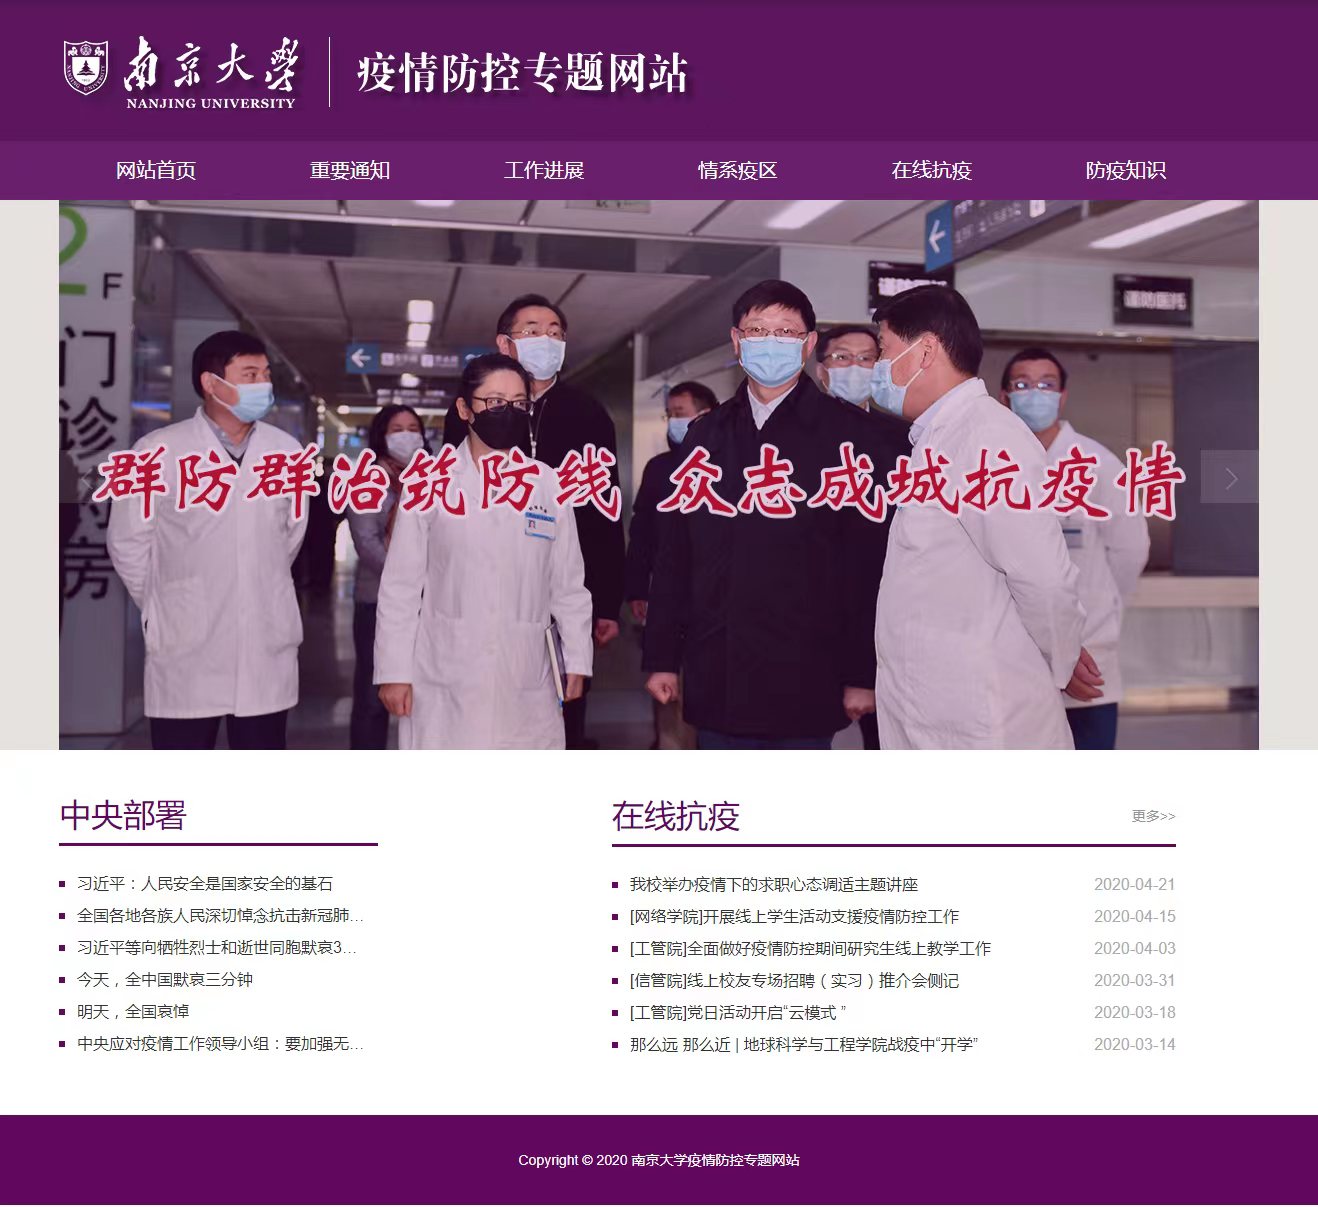 南京大学
NANJING UNIVERSITY
疫情防控专题网站
网站首页 重要通知 工作进展 情系疫区 在线抗疫 防疫知识
2F
门诊
房
群防群治筑防线 众志成城抗疫情
中央部署
习近平：人民安全是国家安全的基石
全国各地各族人民深切悼念抗击新冠肺...
习近平等向牺牲烈士和逝世同胞默哀3...
今天，全中国默哀三分钟
明天，全国哀悼
中央应对疫情工作领导小组：要加强无...
在线抗疫 更多>>
我校举办疫情下的求职心态调适主题讲座 2020-04-21
[网络学院]开展线上学生活动支援疫情防控工作 2020-04-15
[工管院]全面做好疫情防控期间研究生线上教学工作 2020-04-03
[信管院]线上校友专场招聘（实习）推介会侧记 2020-03-31
[工管院]党日活动开启“云模式 ” 2020-03-18
那么远 那么近 | 地球科学与工程学院战疫中“开学” 2020-03-14
Copyright © 2020 南京大学疫情防控专题网站